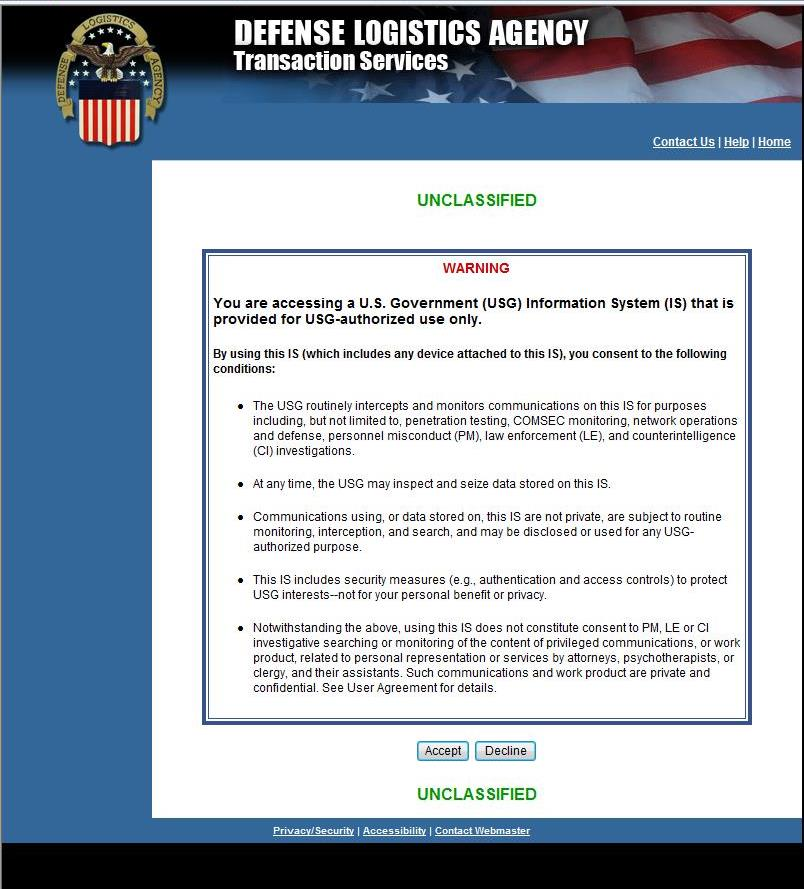 DEFENSE LOGISTICS AGENCY
Transaction Services
LOGISTICS
DEFENSE
AGENCY
Contact Us | Help | Home
UNCLASSIFIED
WARNING
You are accessing a U.S. Government (USG) Information System (IS) that is
provided for USG-authorized use only.
By using this IS (which includes any device attached to this IS), you consent to the following
conditions:
• The USG routinely intercepts and monitors communications on this IS for purposes
including, but not limited to, penetration testing, COMSEC monitoring, network operations
and defense, personnel misconduct (PM), law enforcement (LE), and counterintelligence
(CI) investigations.
• At any time, the USG may inspect and seize data stored on this IS.
• Communications using, or data stored on, this IS are not private, are subject to routine
monitoring, interception, and search, and may be disclosed or used for any USG-
authorized purpose.
• This IS includes security measures (e.g., authentication and access controls) to protect
USG interests--not for your personal benefit or privacy.
• Notwithstanding the above, using this IS does not constitute consent to PM, LE or CI
investigative searching or monitoring of the content of privileged communications, or work
product, related to personal representation or services by attorneys, psychotherapists, or
clergy, and their assistants. Such communications and work product are private and
confidential. See User Agreement for details.
Accept Decline
UNCLASSIFIED
Privacy/Security | Accessibility | Contact Webmaster